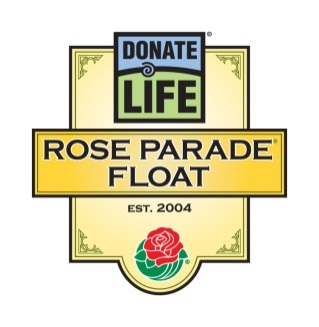 DONATE®
LIFE
ROSE PARADE®
FLOAT
EST. 2004
®